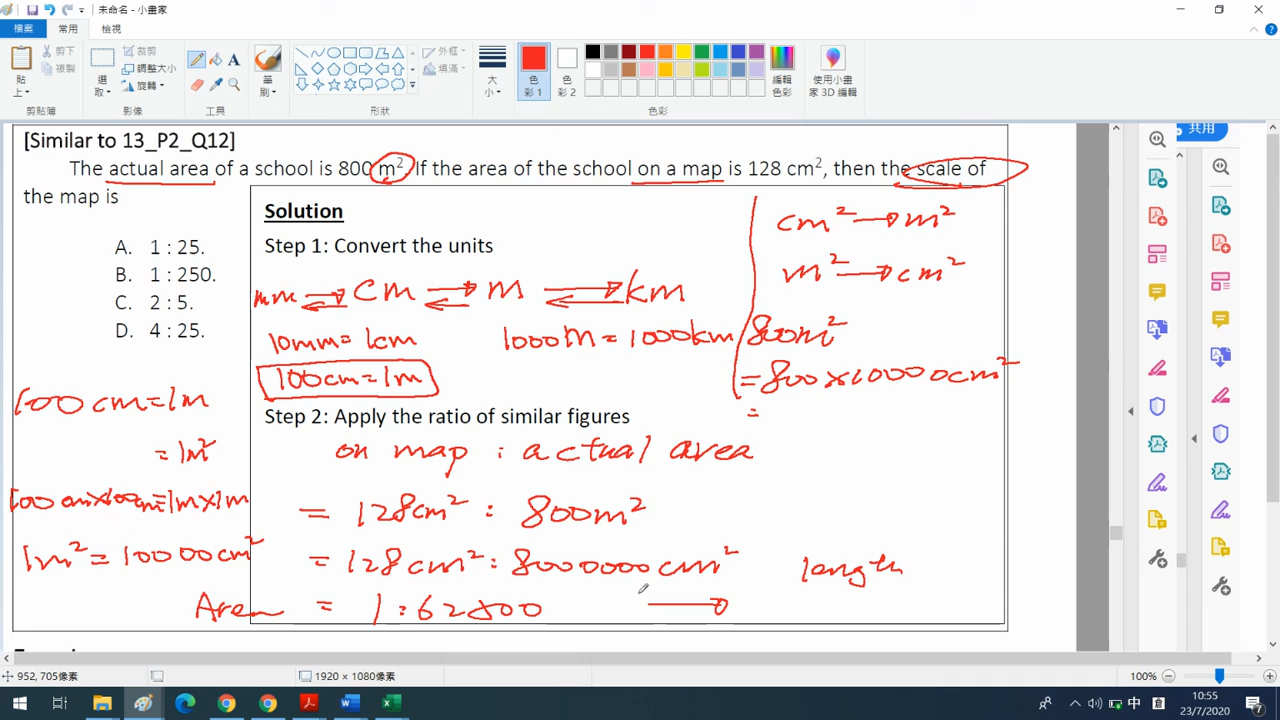 未命名 - 小畫家
檔案 常用 檢視
貼上 剪下 複製 選取 裁剪 調整大小 旋轉 A 筆刷 外框 填滿 大小 色彩 1 色彩 2 編輯色彩 使用小畫家 3D 編輯
剪貼簿 影像 工具 圖案 色彩
共用
[Similar to 13_P2_Q12]
The actual area of a school is 800 m². If the area of the school on a map is 128 cm², then the scale of
the map is
A. 1 : 25.
B. 1 : 250.
C. 2 : 5.
D. 4 : 25.
Solution
Step 1: Convert the units
mm cm m km
10mm = 1cm 1000m = 1000km
100cm = 1m
cm² → m²
m² → cm²
800m²
= 800×10000cm²
=
100 cm = 1m
= 1m²
100cm×100cm=1m×1m
1m² = 10000cm²
Step 2: Apply the ratio of similar figures
on map : actual area
= 128cm² : 800m²
= 128cm² : 8000000cm²
Area = 1 : 62500 → length
952, 705像素 1920 × 1080像素 100%
中 10:55
23/7/2020 7